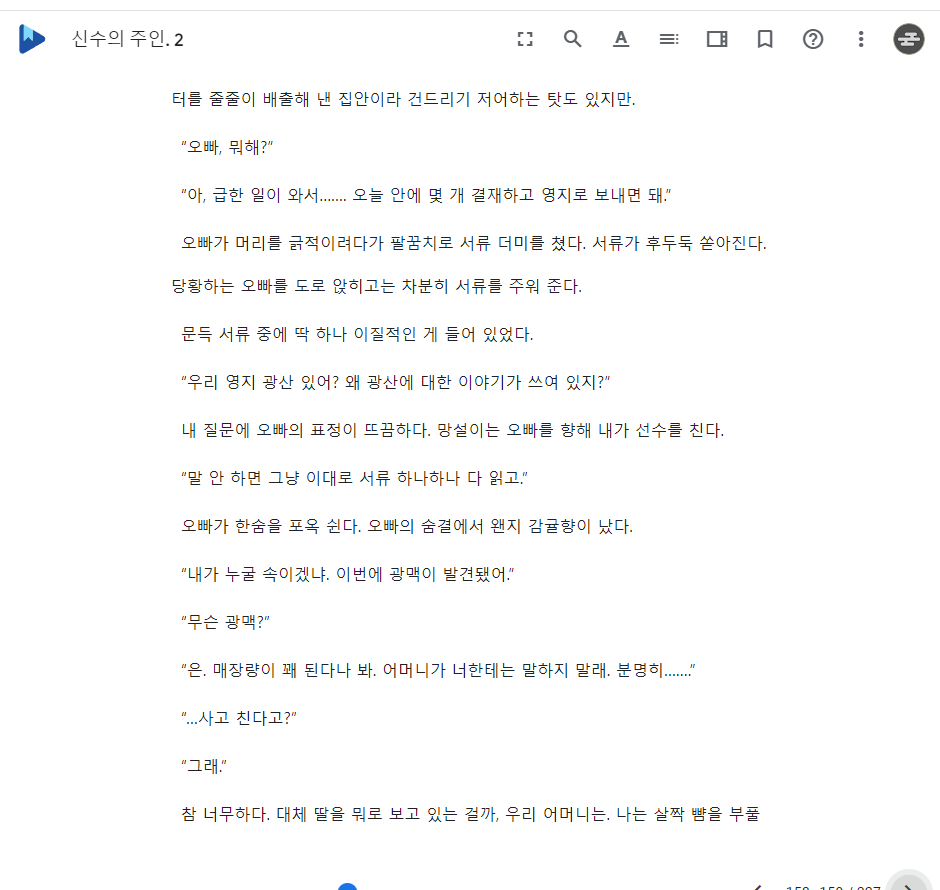 신수의 주인. 2
터를 줄줄이 배출해 낸 집안이라 건드리기 저어하는 탓도 있지만.
“오빠, 뭐해?”
“아, 급한 일이 와서....... 오늘 안에 몇 개 결재하고 영지로 보내면 돼.”
오빠가 머리를 긁적이려다가 팔꿈치로 서류 더미를 쳤다. 서류가 후두둑 쏟아진다.
당황하는 오빠를 도로 앉히고는 차분히 서류를 주워 준다.
문득 서류 중에 딱 하나 이질적인 게 들어 있었다.
“우리 영지 광산 있어? 왜 광산에 대한 이야기가 쓰여 있지?”
내 질문에 오빠의 표정이 뜨끔하다. 망설이는 오빠를 향해 내가 선수를 친다.
“말 안 하면 그냥 이대로 서류 하나하나 다 읽고.”
오빠가 한숨을 포옥 쉰다. 오빠의 숨결에서 왠지 감귤향이 났다.
“내가 누굴 속이겠냐. 이번에 광맥이 발견됐어.”
“무슨 광맥?”
“은. 매장량이 꽤 된다나 봐. 어머니가 너한테는 말하지 말래. 분명히.......”
“...사고 친다고?”
“그래.”
참 너무하다. 대체 딸을 뭐로 보고 있는 걸까, 우리 어머니는. 나는 살짝 뺨을 부풀